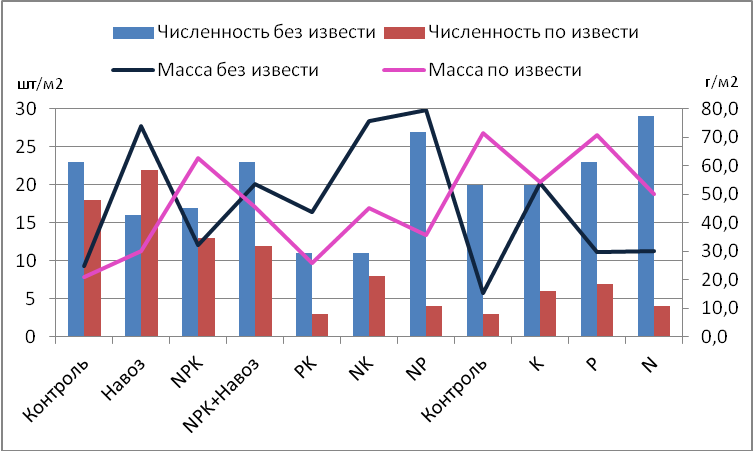 Численность без извести Численность по извести
Масса без извести Масса по извести
шт/м2 г/м2
30 80,0
25 70,0
20 60,0
15 50,0
10 40,0
5 30,0
0 20,0
10,0
0,0
Контроль Навоз NPK NPK+Навоз PK NK NP Контроль K P N